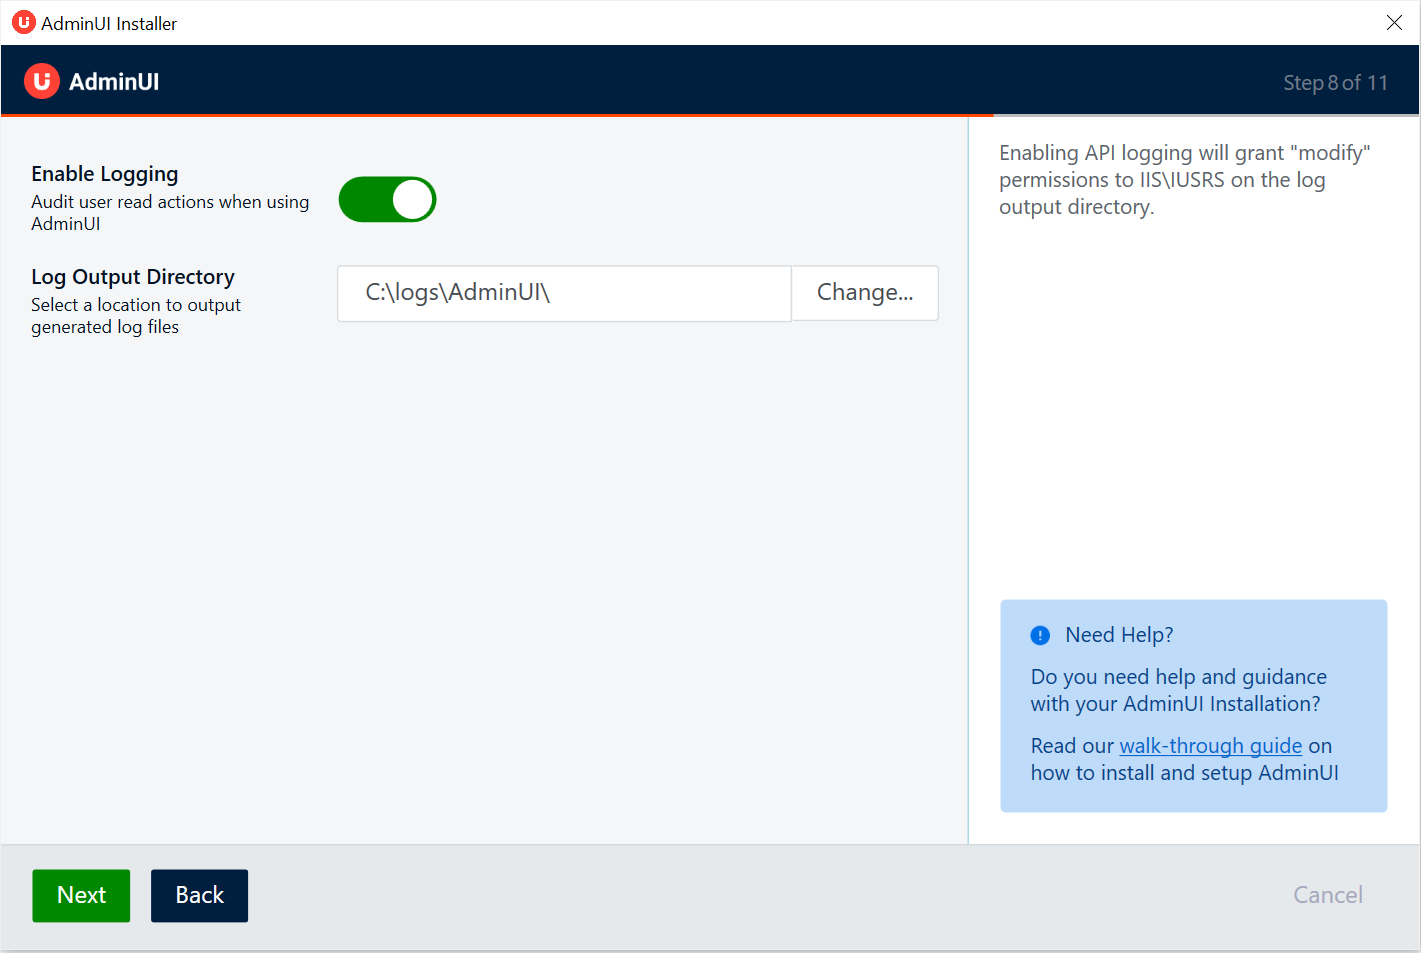 AdminUI Installer
AdminUI
Step 8 of 11
Enable Logging
Audit user read actions when using
AdminUI
Log Output Directory
Select a location to output
generated log files
C:\logs\AdminUI\
Change...
Enabling API logging will grant "modify"
permissions to IIS\IUSRS on the log
output directory.
Need Help?
Do you need help and guidance
with your AdminUI Installation?
Read our walk-through guide on
how to install and setup AdminUI
Next
Back
Cancel